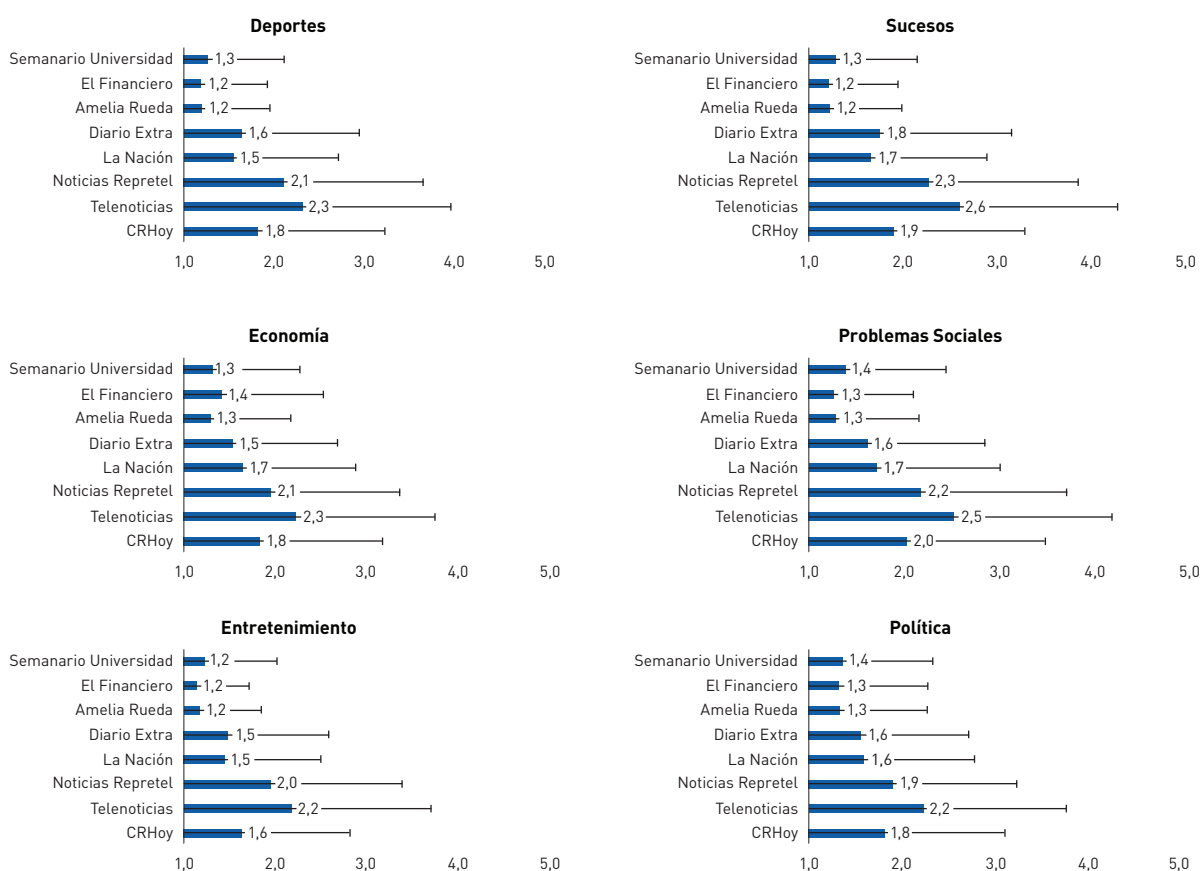 Deportes
Semanario Universidad 1,3
El Financiero 1,2
Amelia Rueda 1,2
Diario Extra 1,6
La Nación 1,5
Noticias Repretel 2,1
Telenoticias 2,3
CRHoy 1,8
1,0 2,0 3,0 4,0 5,0
Sucesos
Semanario Universidad 1,3
El Financiero 1,2
Amelia Rueda 1,2
Diario Extra 1,8
La Nación 1,7
Noticias Repretel 2,3
Telenoticias 2,6
CRHoy 1,9
1,0 2,0 3,0 4,0 5,0
Economía
Semanario Universidad 1,3
El Financiero 1,4
Amelia Rueda 1,3
Diario Extra 1,5
La Nación 1,7
Noticias Repretel 2,1
Telenoticias 2,3
CRHoy 1,8
1,0 2,0 3,0 4,0 5,0
Problemas Sociales
Semanario Universidad 1,4
El Financiero 1,3
Amelia Rueda 1,3
Diario Extra 1,6
La Nación 1,7
Noticias Repretel 2,2
Telenoticias 2,5
CRHoy 2,0
1,0 2,0 3,0 4,0 5,0
Entretenimiento
Semanario Universidad 1,2
El Financiero 1,2
Amelia Rueda 1,2
Diario Extra 1,5
La Nación 1,5
Noticias Repretel 2,0
Telenoticias 2,2
CRHoy 1,6
1,0 2,0 3,0 4,0 5,0
Política
Semanario Universidad 1,4
El Financiero 1,3
Amelia Rueda 1,3
Diario Extra 1,6
La Nación 1,6
Noticias Repretel 1,9
Telenoticias 2,2
CRHoy 1,8
1,0 2,0 3,0 4,0 5,0